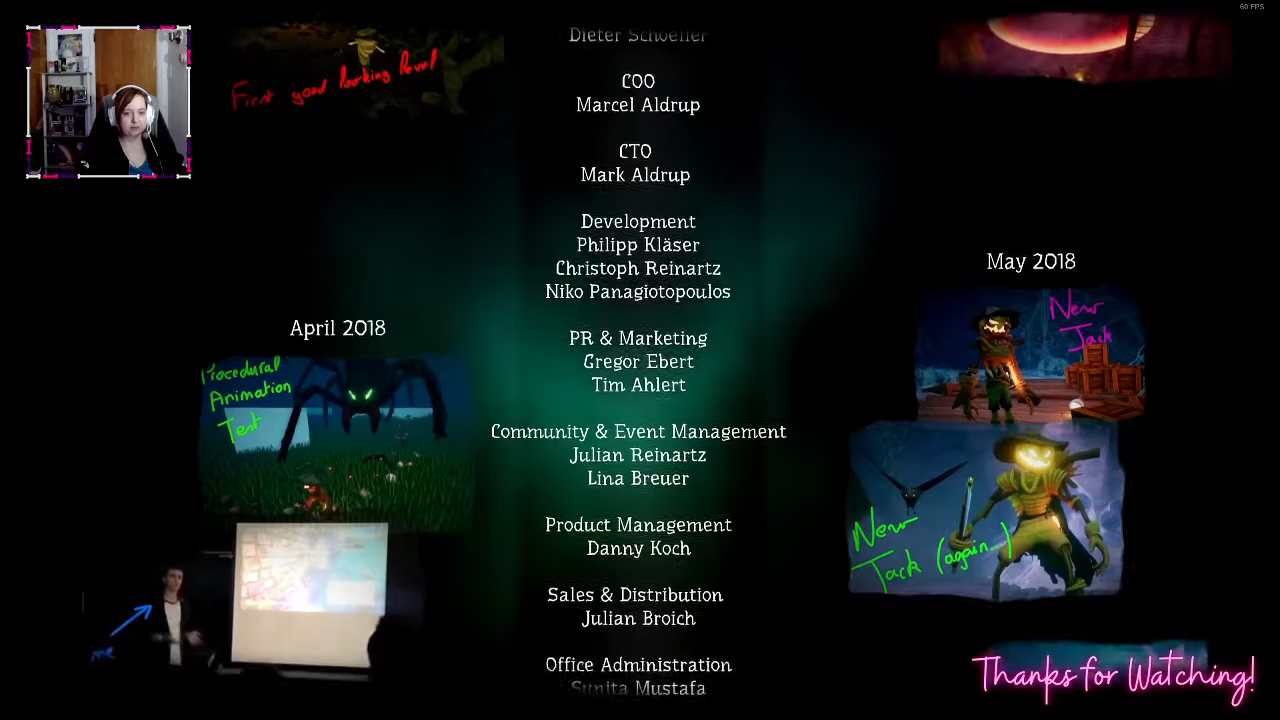 60 FPS
First good looking level
Dieter Schoeller
COO
Marcel Aldrup
CTO
Mark Aldrup
Development
Philipp Kläser
Christoph Reinartz
Niko Panagiotopoulos
PR & Marketing
Gregor Ebert
Tim Ahlert
Community & Event Management
Julian Reinartz
Lina Breuer
Product Management
Danny Koch
Sales & Distribution
Julian Broich
Office Administration
Sunita Mustafa
April 2018
Procedural
Animation
Test
me
May 2018
New
Jack
New
Jack (again...)
Thanks for Watching!